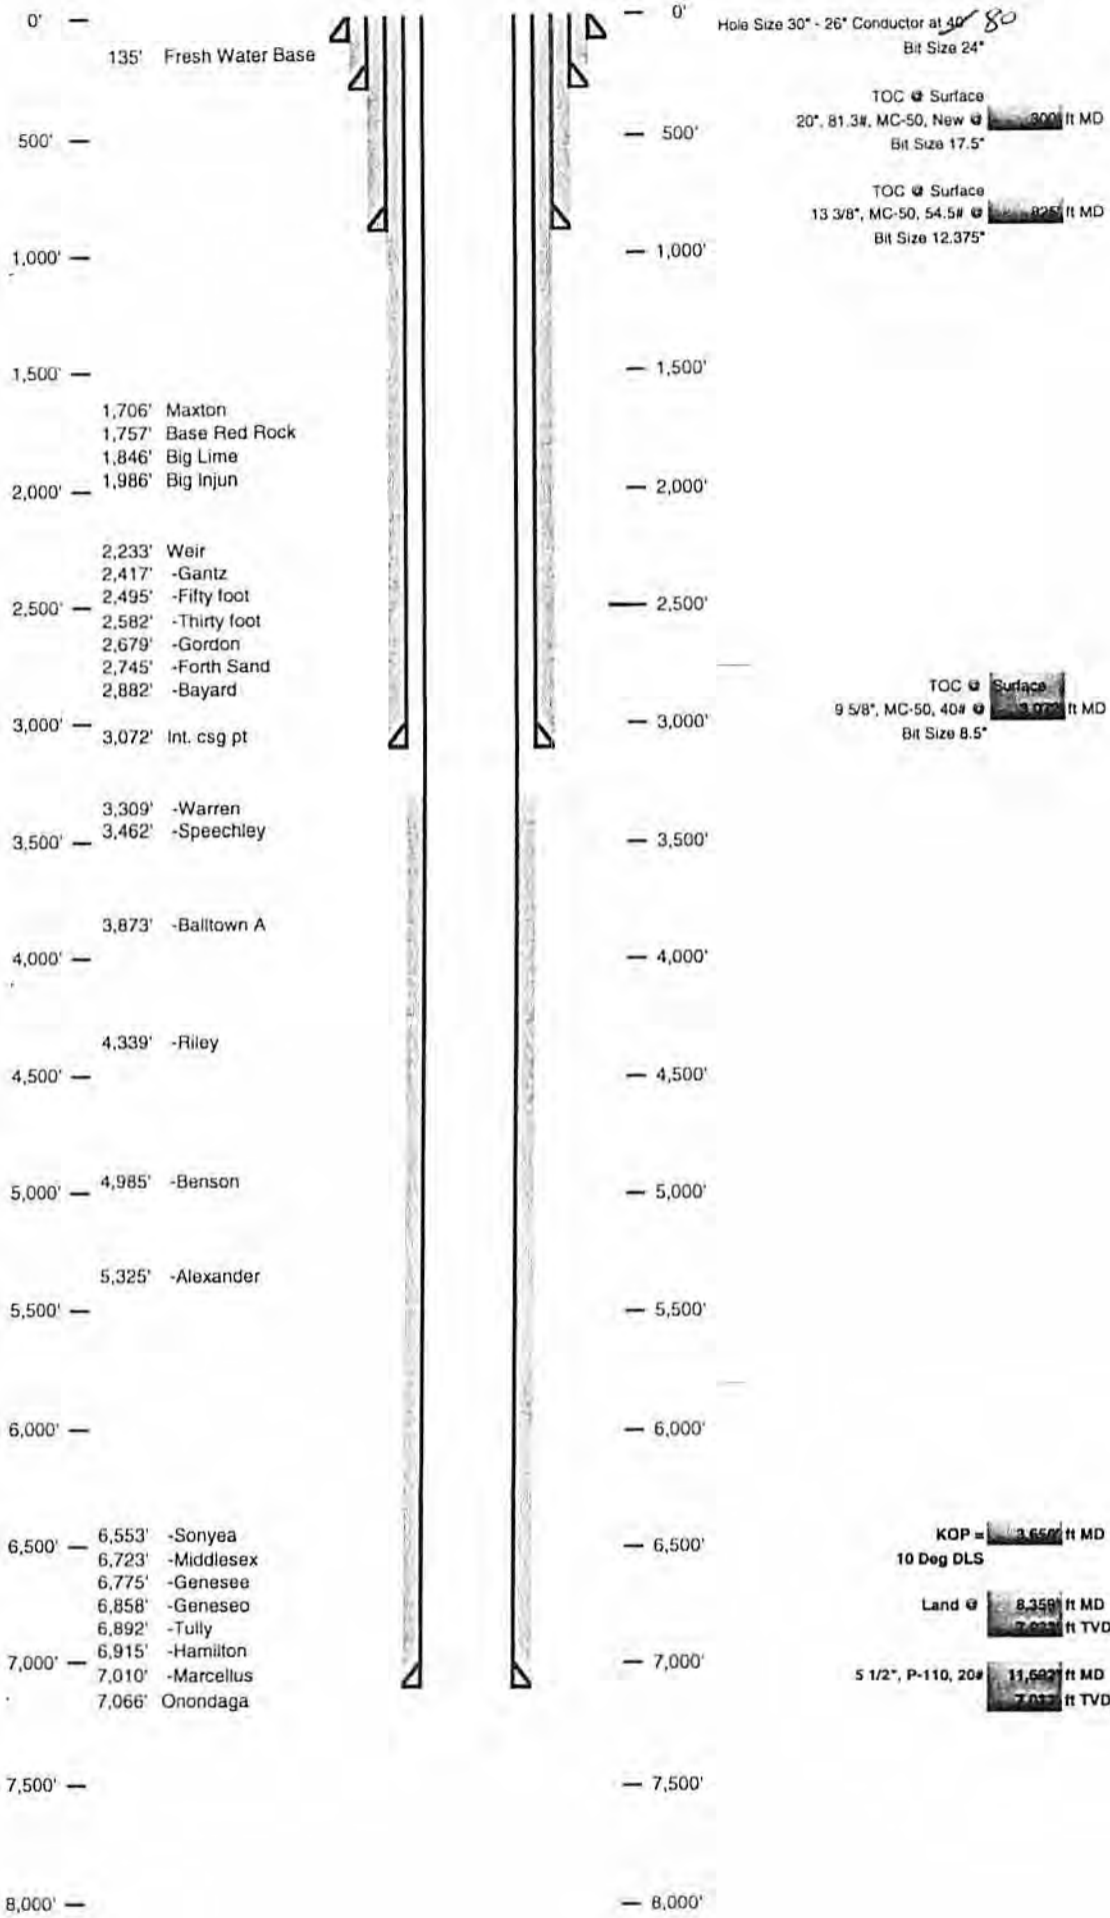 0'
135' Fresh Water Base
500'
1,000'
1,500'
1,706' Maxton
1,757' Base Red Rock
1,846' Big Lime
1,986' Big Injun
2,000'
2,233' Weir
2,417' -Gantz
2,495' -Fifty foot
2,500'
2,582' -Thirty foot
2,679' -Gordon
2,745' -Forth Sand
2,882' -Bayard
3,000'
3,072' Int. csg pt
3,309' -Warren
3,462' -Speechley
3,500'
3,873' -Balltown A
4,000'
4,339' -Riley
4,500'
4,985' -Benson
5,000'
5,325' -Alexander
5,500'
6,000'
6,553' -Sonyea
6,500'
6,723' -Middlesex
6,775' -Genesee
6,858' -Geneseo
6,892' -Tully
6,915' -Hamilton
7,000'
7,010' -Marcellus
7,066' Onondaga
7,500'
8,000'
0'
500'
1,000'
1,500'
2,000'
2,500'
3,000'
3,500'
4,000'
4,500'
5,000'
5,500'
6,000'
6,500'
7,000'
7,500'
8,000'
Hole Size 30" - 26" Conductor at 40' 80
Bit Size 24"
TOC @ Surface
20", 81.3#, MC-50, New @ 300' ft MD
Bit Size 17.5"
TOC @ Surface
13 3/8", MC-50, 54.5# @ 825' ft MD
Bit Size 12.375"
TOC @ Surface
9 5/8", MC-50, 40# @ 3,072' ft MD
Bit Size 8.5"
KOP = ft MD
10 Deg DLS
Land @ 8,359' ft MD
ft TVD
5 1/2", P-110, 20# ft MD
ft TVD